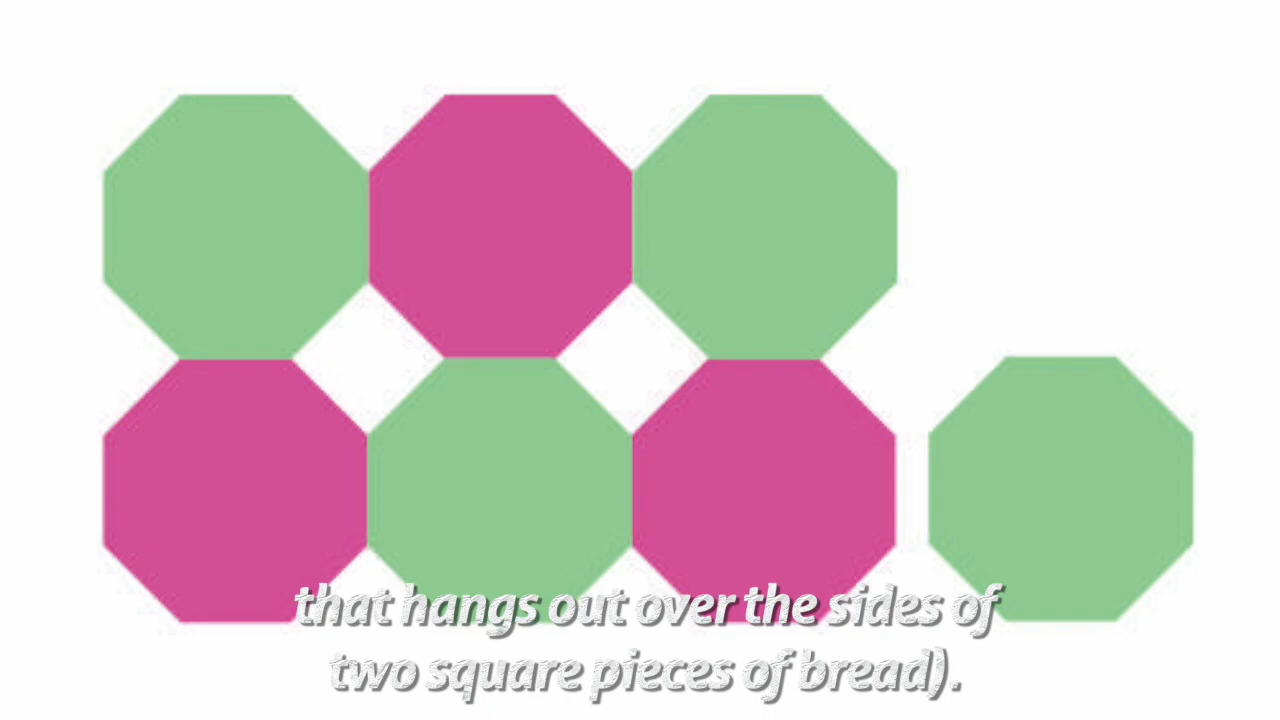 that hangs out over the sides of
two square pieces of bread).